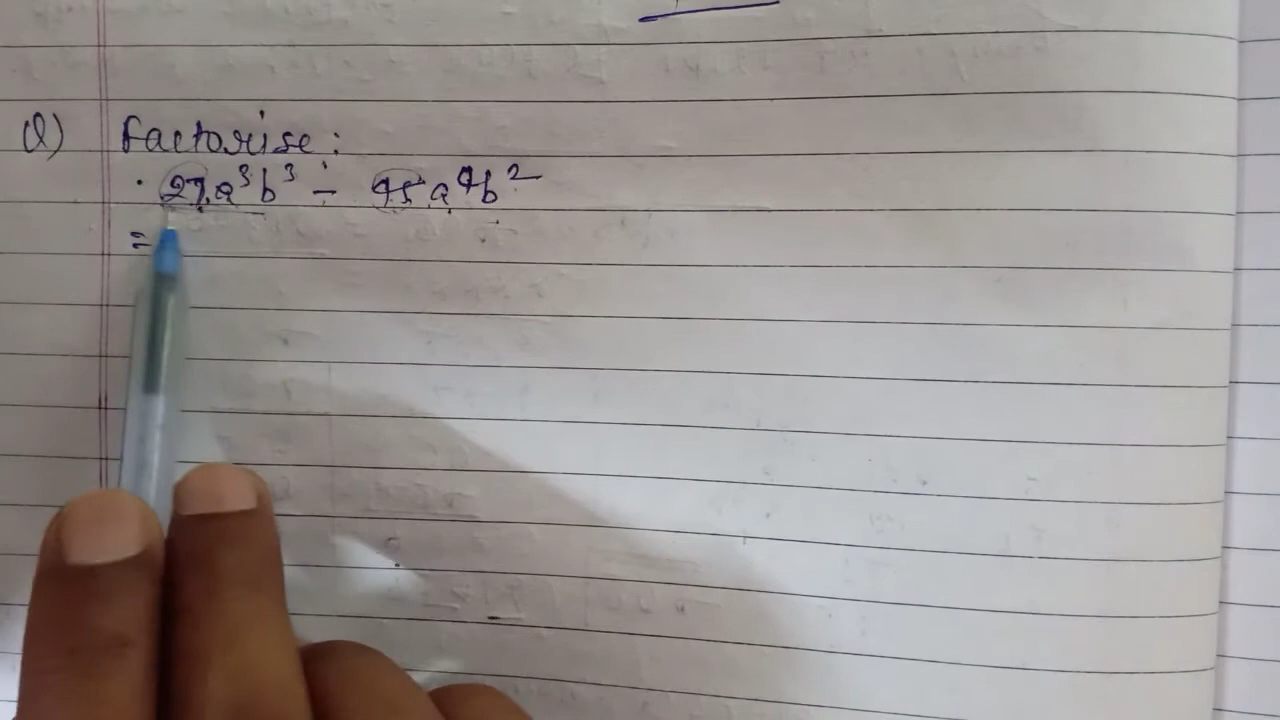 Q) Factorise:
27a³b³ - 45a⁴b²
=